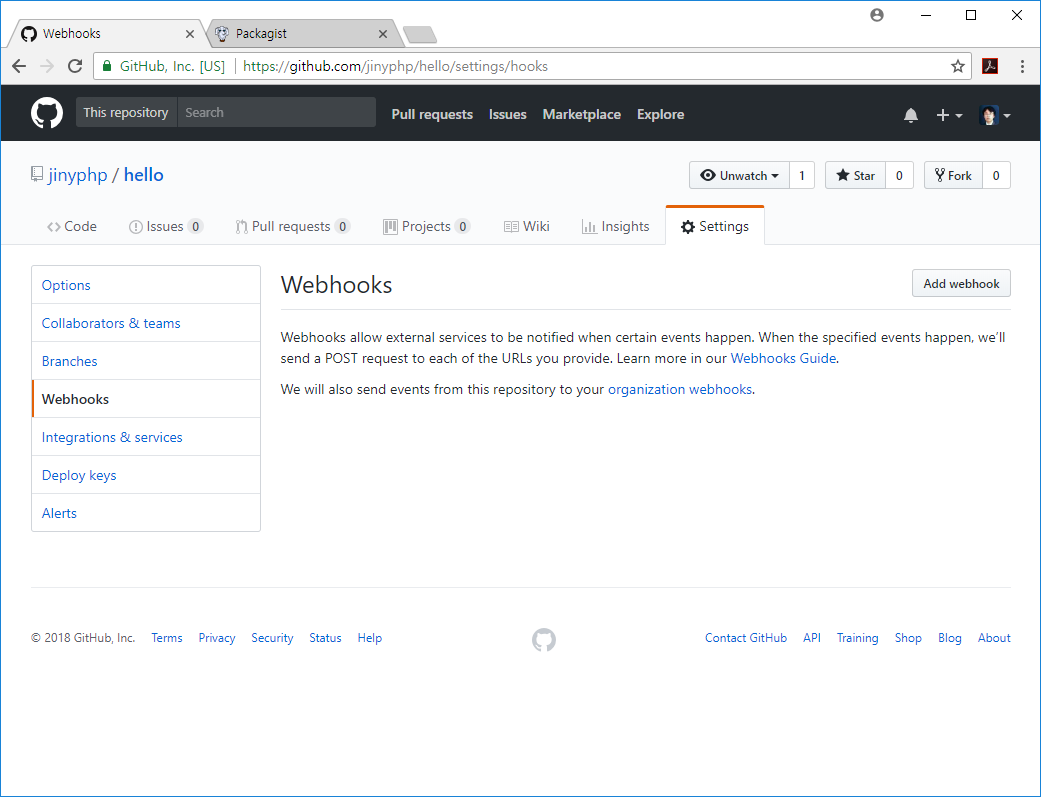 Webhooks
Packagist
GitHub, Inc. [US] https://github.com/jinyphp/hello/settings/hooks
This repository Search Pull requests Issues Marketplace Explore
jinyphp / hello
Unwatch 1 Star 0 Fork 0
Code Issues 0 Pull requests 0 Projects 0 Wiki Insights Settings
Options
Collaborators & teams
Branches
Webhooks
Integrations & services
Deploy keys
Alerts
Webhooks
Add webhook
Webhooks allow external services to be notified when certain events happen. When the specified events happen, we’ll
send a POST request to each of the URLs you provide. Learn more in our Webhooks Guide.
We will also send events from this repository to your organization webhooks.
© 2018 GitHub, Inc. Terms Privacy Security Status Help
Contact GitHub API Training Shop Blog About